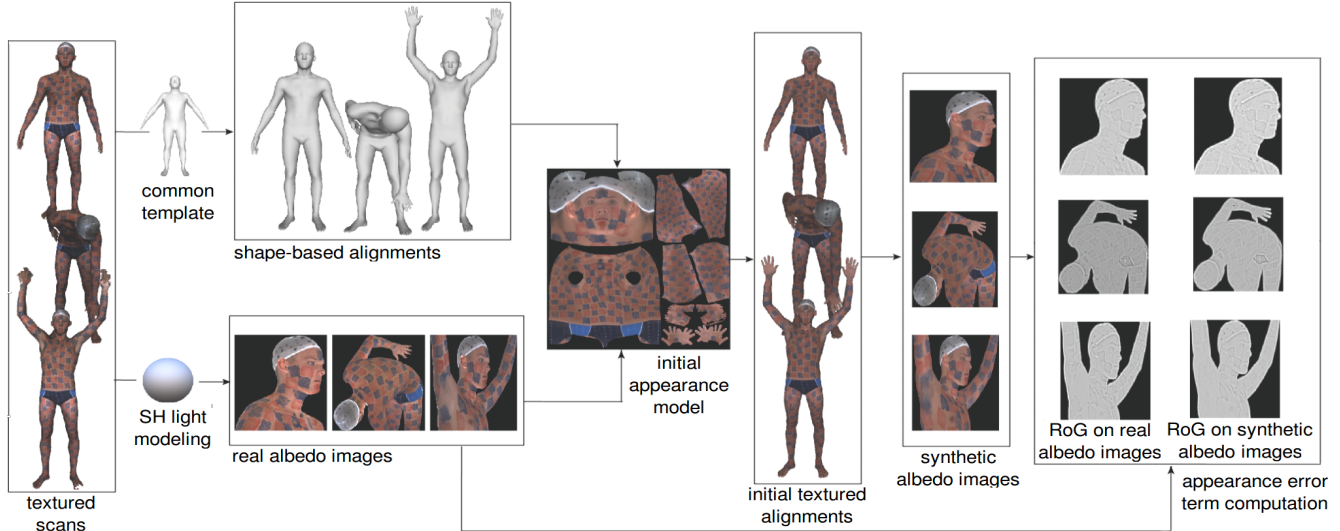 common
template
shape-based alignments
SH light
modeling
real albedo images
textured
scans
initial
appearance
model
initial textured
alignments
synthetic
albedo images
RoG on real
albedo images
RoG on synthetic
albedo images
appearance error
term computation